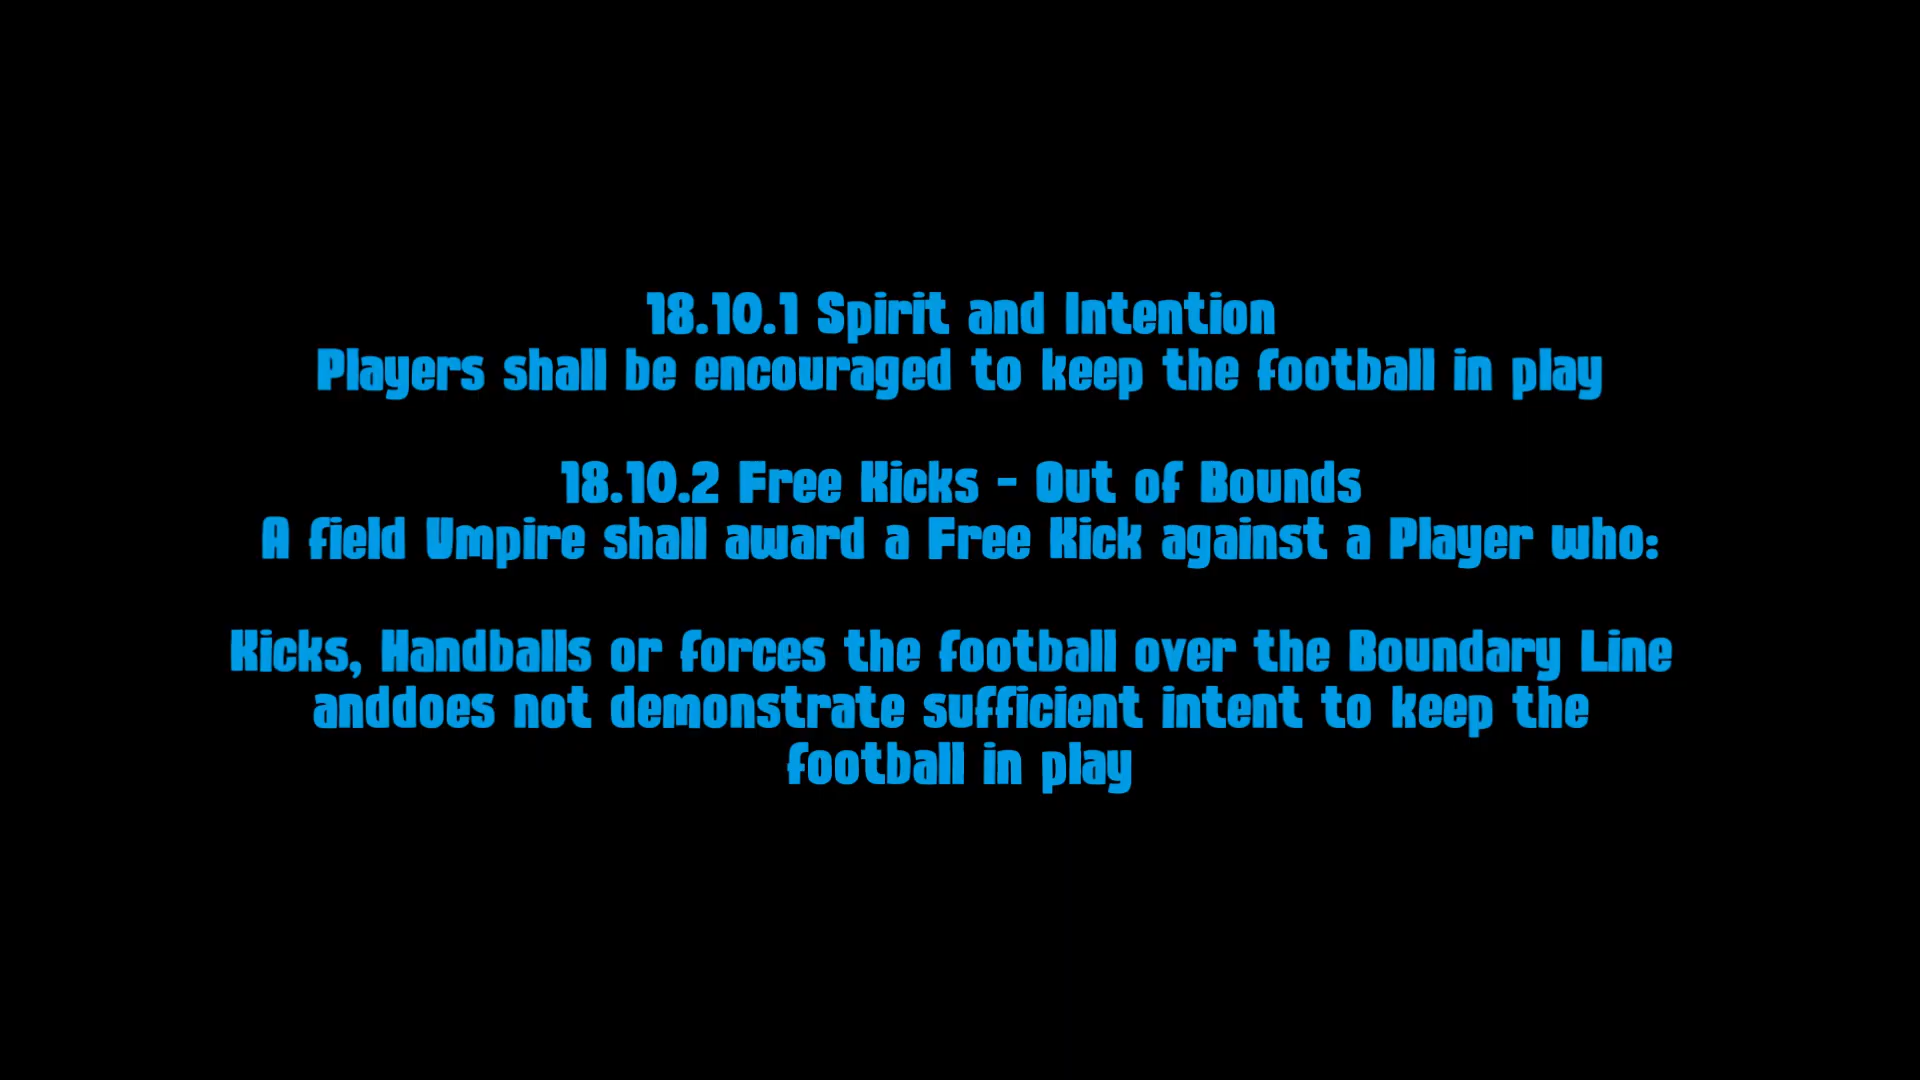 18.10.1 Spirit and Intention
Players shall be encouraged to keep the football in play
18.10.2 Free Kicks - Out of Bounds
A field Umpire shall award a Free Kick against a Player who:
Kicks, Handballs or forces the football over the Boundary Line
anddoes not demonstrate sufficient intent to keep the
football in play